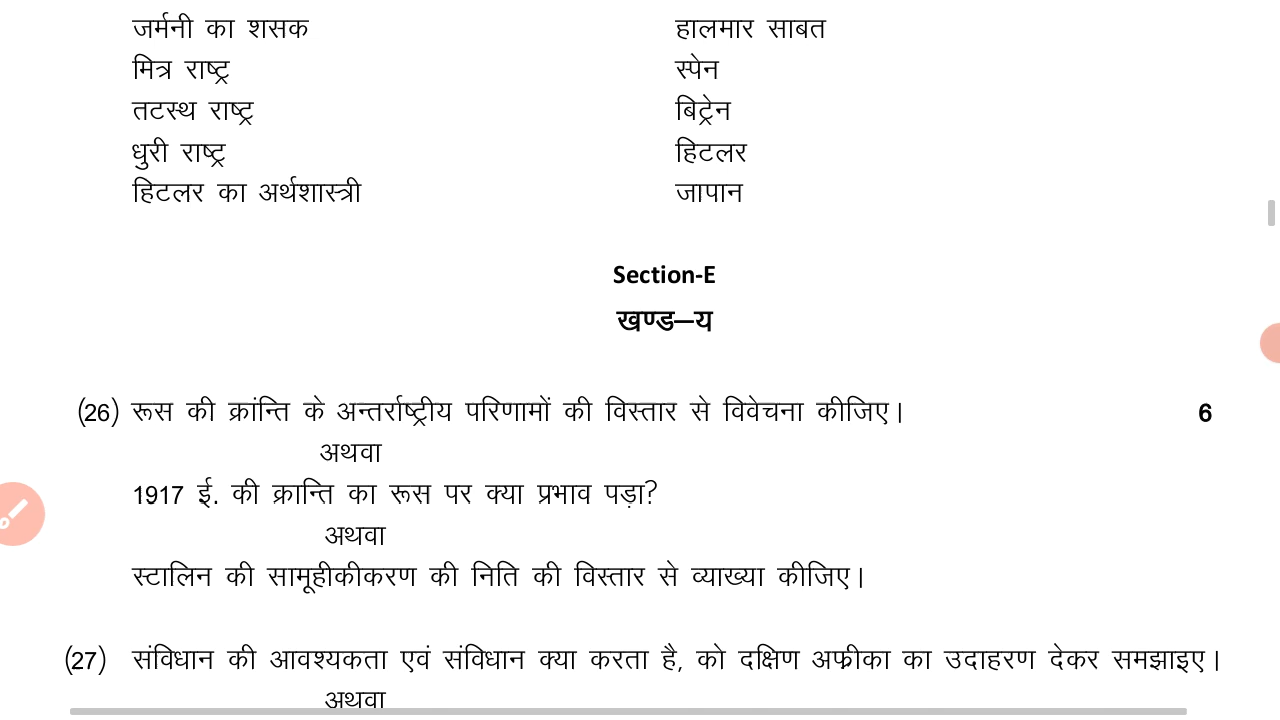 जर्मनी का शसक हालमार साबत
मित्र राष्ट्र स्पेन
तटस्थ राष्ट्र बिट्रेन
धुरी राष्ट्र हिटलर
हिटलर का अर्थशास्त्री जापान
Section-E
खण्ड–य
(26) रूस की क्रांन्ति के अन्तर्राष्ट्रीय परिणामों की विस्तार से विवेचना कीजिए। 6
अथवा
1917 ई. की क्रान्ति का रूस पर क्या प्रभाव पड़ा?
अथवा
स्टालिन की सामूहीकीकरण की निति की विस्तार से व्याख्या कीजिए।
(27) संविधान की आवश्यकता एवं संविधान क्या करता है, को दक्षिण अफ्रीका का उदाहरण देकर समझाइए।
अथवा